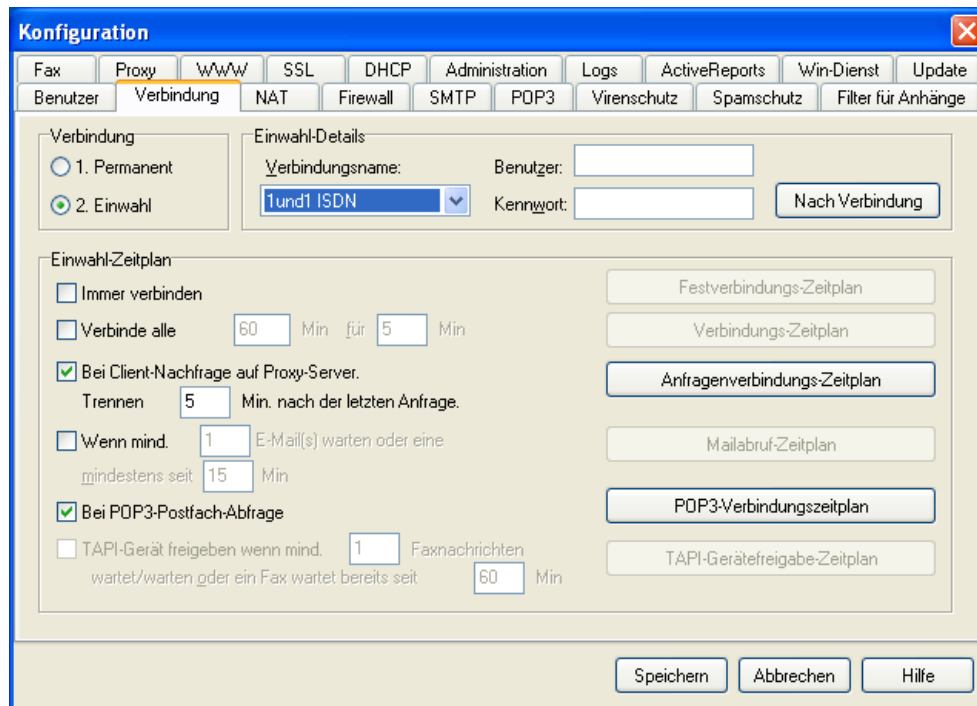 Konfiguration
Fax Proxy WWW SSL DHCP Administration Logs ActiveReports Win-Dienst Update
Benutzer Verbindung NAT Firewall SMTP POP3 Virenschutz Spamschutz Filter für Anhänge
Verbindung
1. Permanent
2. Einwahl
Einwahl-Details
Verbindungsname:
1und1 ISDN
Benutzer:
Kennwort:
Nach Verbindung
Einwahl-Zeitplan
Immer verbinden
Festverbindungs-Zeitplan
Verbinde alle 60 Min für 5 Min
Verbindungs-Zeitplan
Bei Client-Nachfrage auf Proxy-Server.
Anfragenverbindungs-Zeitplan
Trennen 5 Min. nach der letzten Anfrage.
Wenn mind. 1 E-Mail(s) warten oder eine
Mailabruf-Zeitplan
mindestens seit 15 Min
Bei POP3-Postfach-Abfrage
POP3-Verbindungszeitplan
TAPI-Gerät freigeben wenn mind. 1 Faxnachrichten
TAPI-Gerätefreigabe-Zeitplan
wartet/warten oder ein Fax wartet bereits seit 60 Min
Speichern Abbrechen Hilfe